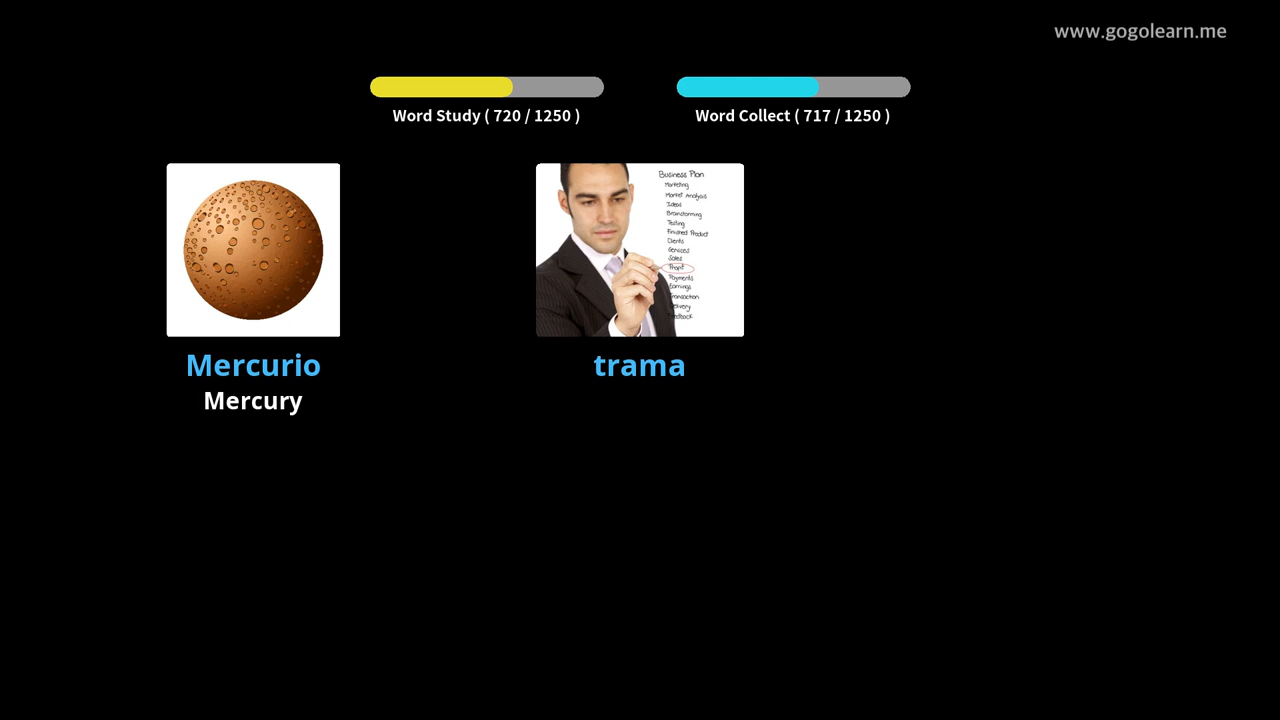 www.gogolearn.me
Word Study ( 720 / 1250 )
Word Collect ( 717 / 1250 )
Business Plan
Marketing
Market Analysis
Ideas
Brainstorming
Testing
Finished Product
Clients
Services
Sales
Profit
Payments
Earnings
Mercurio
Mercury
trama